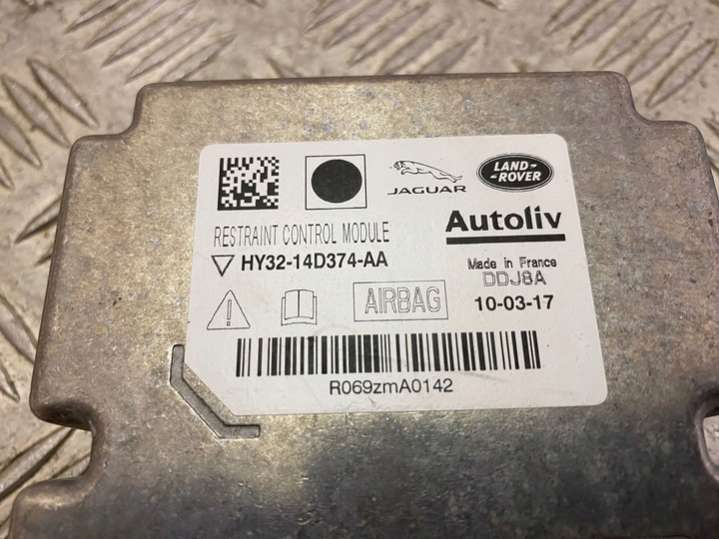 JAGUAR
LAND-
-ROVER
RESTRAINT CONTROL MODULE
Autoliv
HY32-14D374-AA
Made in France
DDJ8A
AIRBAG
10-03-17
R069zmA0142